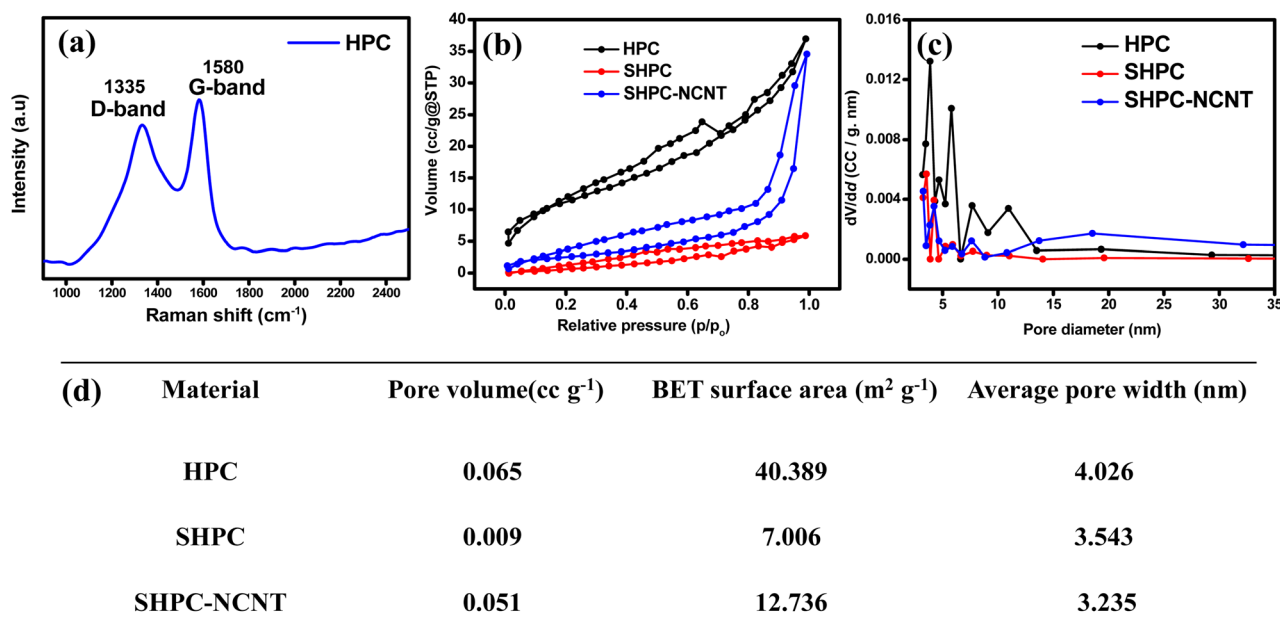 (a)
HPC
1335
D-band
1580
G-band
Intensity (a.u)
1000 1200 1400 1600 2000 2200 2400
Raman shift (cm⁻¹)
(b)
HPC
SHPC
SHPC-NCNT
Volume (cc/g@STP)
40
35
30
25
20
15
10
5
0
0.0 0.2 0.4 0.6 0.8 1.0
Relative pressure (p/pₒ)
(c)
HPC
SHPC
SHPC-NCNT
dV/dd (CC / g. nm)
0.016
0.012
0.008
0.004
0.000
5 10 15 20 25 30 35
Pore diameter (nm)
(d) Material Pore volume(cc g⁻¹) BET surface area (m² g⁻¹) Average pore width (nm)
HPC 0.065 40.389 4.026
SHPC 0.009 7.006 3.543
SHPC-NCNT 0.051 12.736 3.235